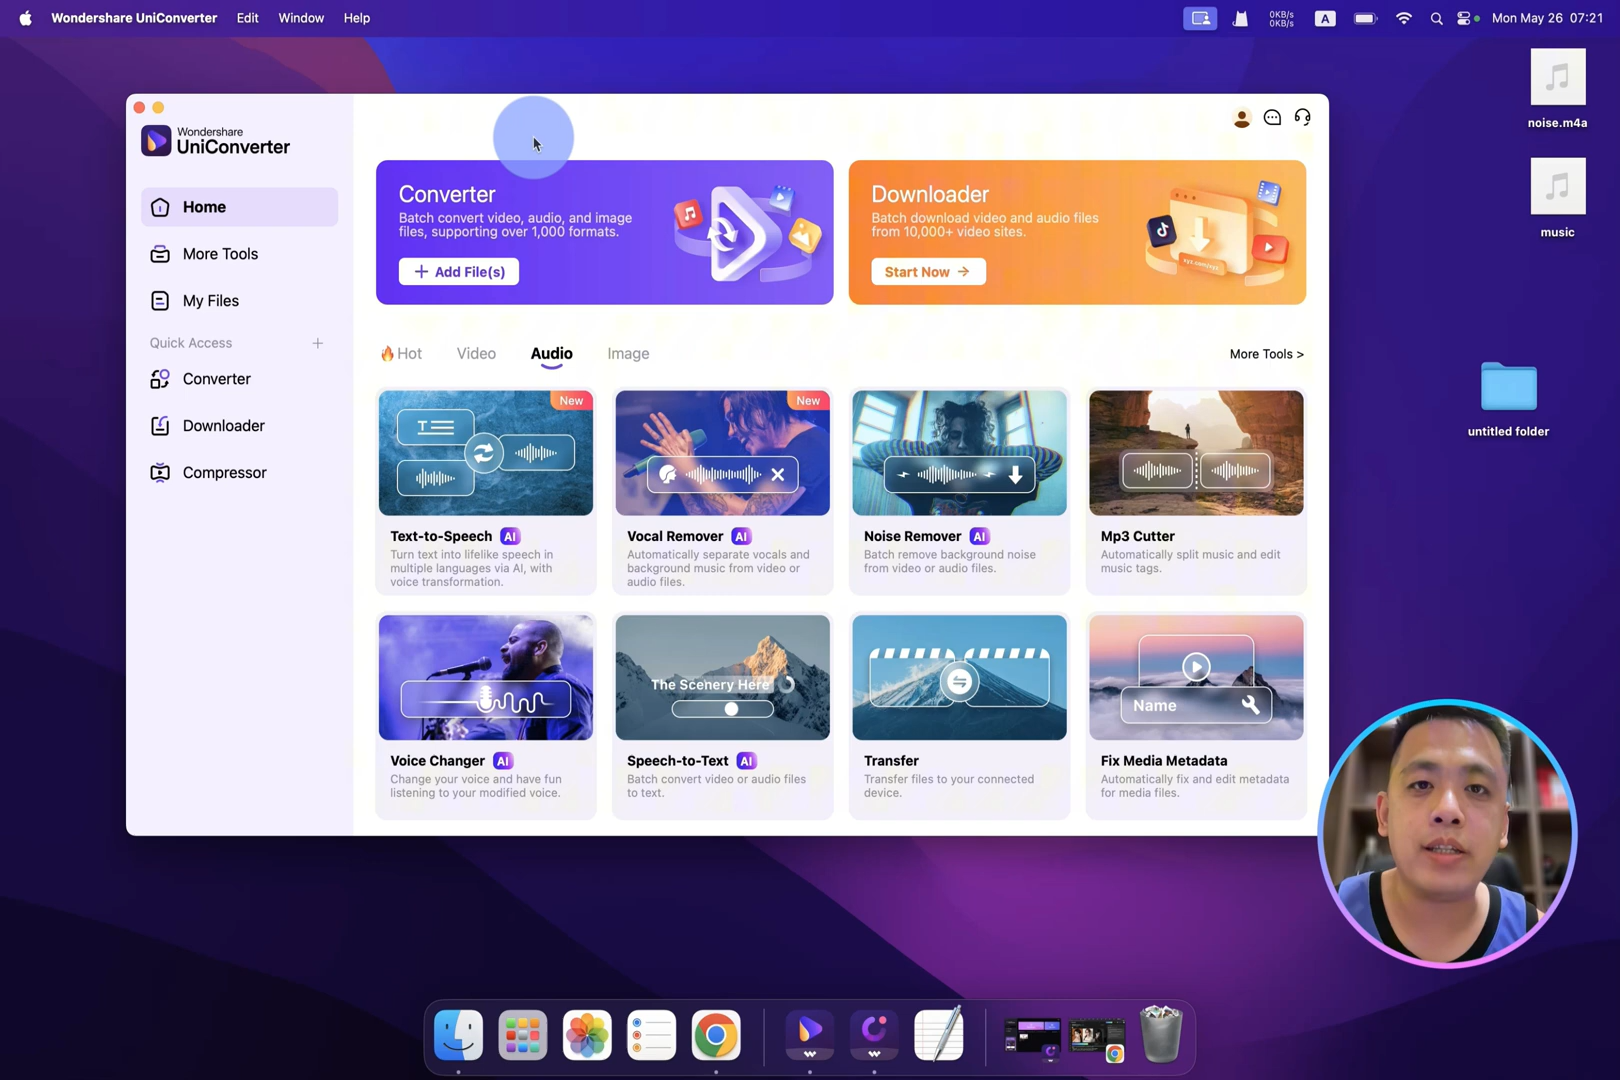 Wondershare UniConverter Edit Window Help
0KB/s
0KB/s
A
Mon May 26 07:21
noise.m4a
music
untitled folder
Wondershare
UniConverter
Home
More Tools
My Files
Quick Access
Converter
Downloader
Compressor
Converter
Batch convert video, audio, and image
files, supporting over 1,000 formats.
Add File(s)
Downloader
Batch download video and audio files
from 10,000+ video sites.
Start Now
xyz.com/xyz
Hot Video Audio Image
More Tools >
New
T
Text-to-Speech AI
Turn text into lifelike speech in
multiple languages via AI, with
voice transformation.
New
Vocal Remover AI
Automatically separate vocals and
background music from video or
audio files.
Noise Remover AI
Batch remove background noise
from video or audio files.
Mp3 Cutter
Automatically split music and edit
music tags.
Voice Changer AI
Change your voice and have fun
listening to your modified voice.
The Scenery Here
Speech-to-Text AI
Batch convert video or audio files
to text.
Transfer
Transfer files to your connected
device.
Name
Fix Media Metadata
Automatically fix and edit metadata
for media files.